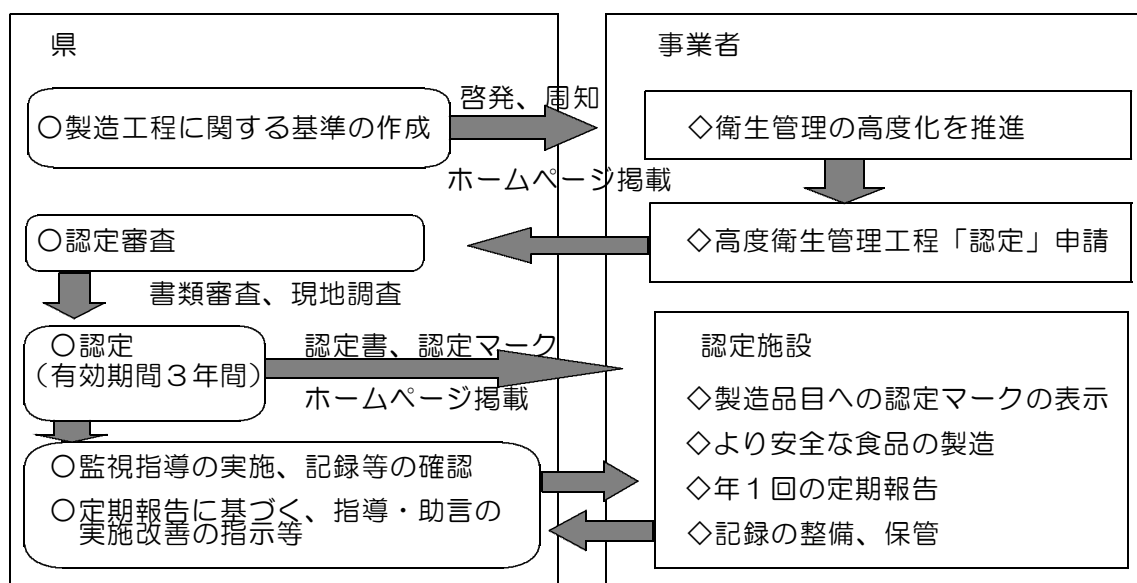 県
事業者
啓発、周知
○製造工程に関する基準の作成
◇衛生管理の高度化を推進
ホームページ掲載
○認定審査
◇高度衛生管理工程「認定」申請
書類審査、現地調査
○認定
(有効期間３年間)
認定書、認定マーク
ホームページ掲載
認定施設
◇製造品目への認定マークの表示
◇より安全な食品の製造
◇年１回の定期報告
◇記録の整備、保管
○監視指導の実施、記録等の確認
○定期報告に基づく、指導・助言の
実施改善の指示等